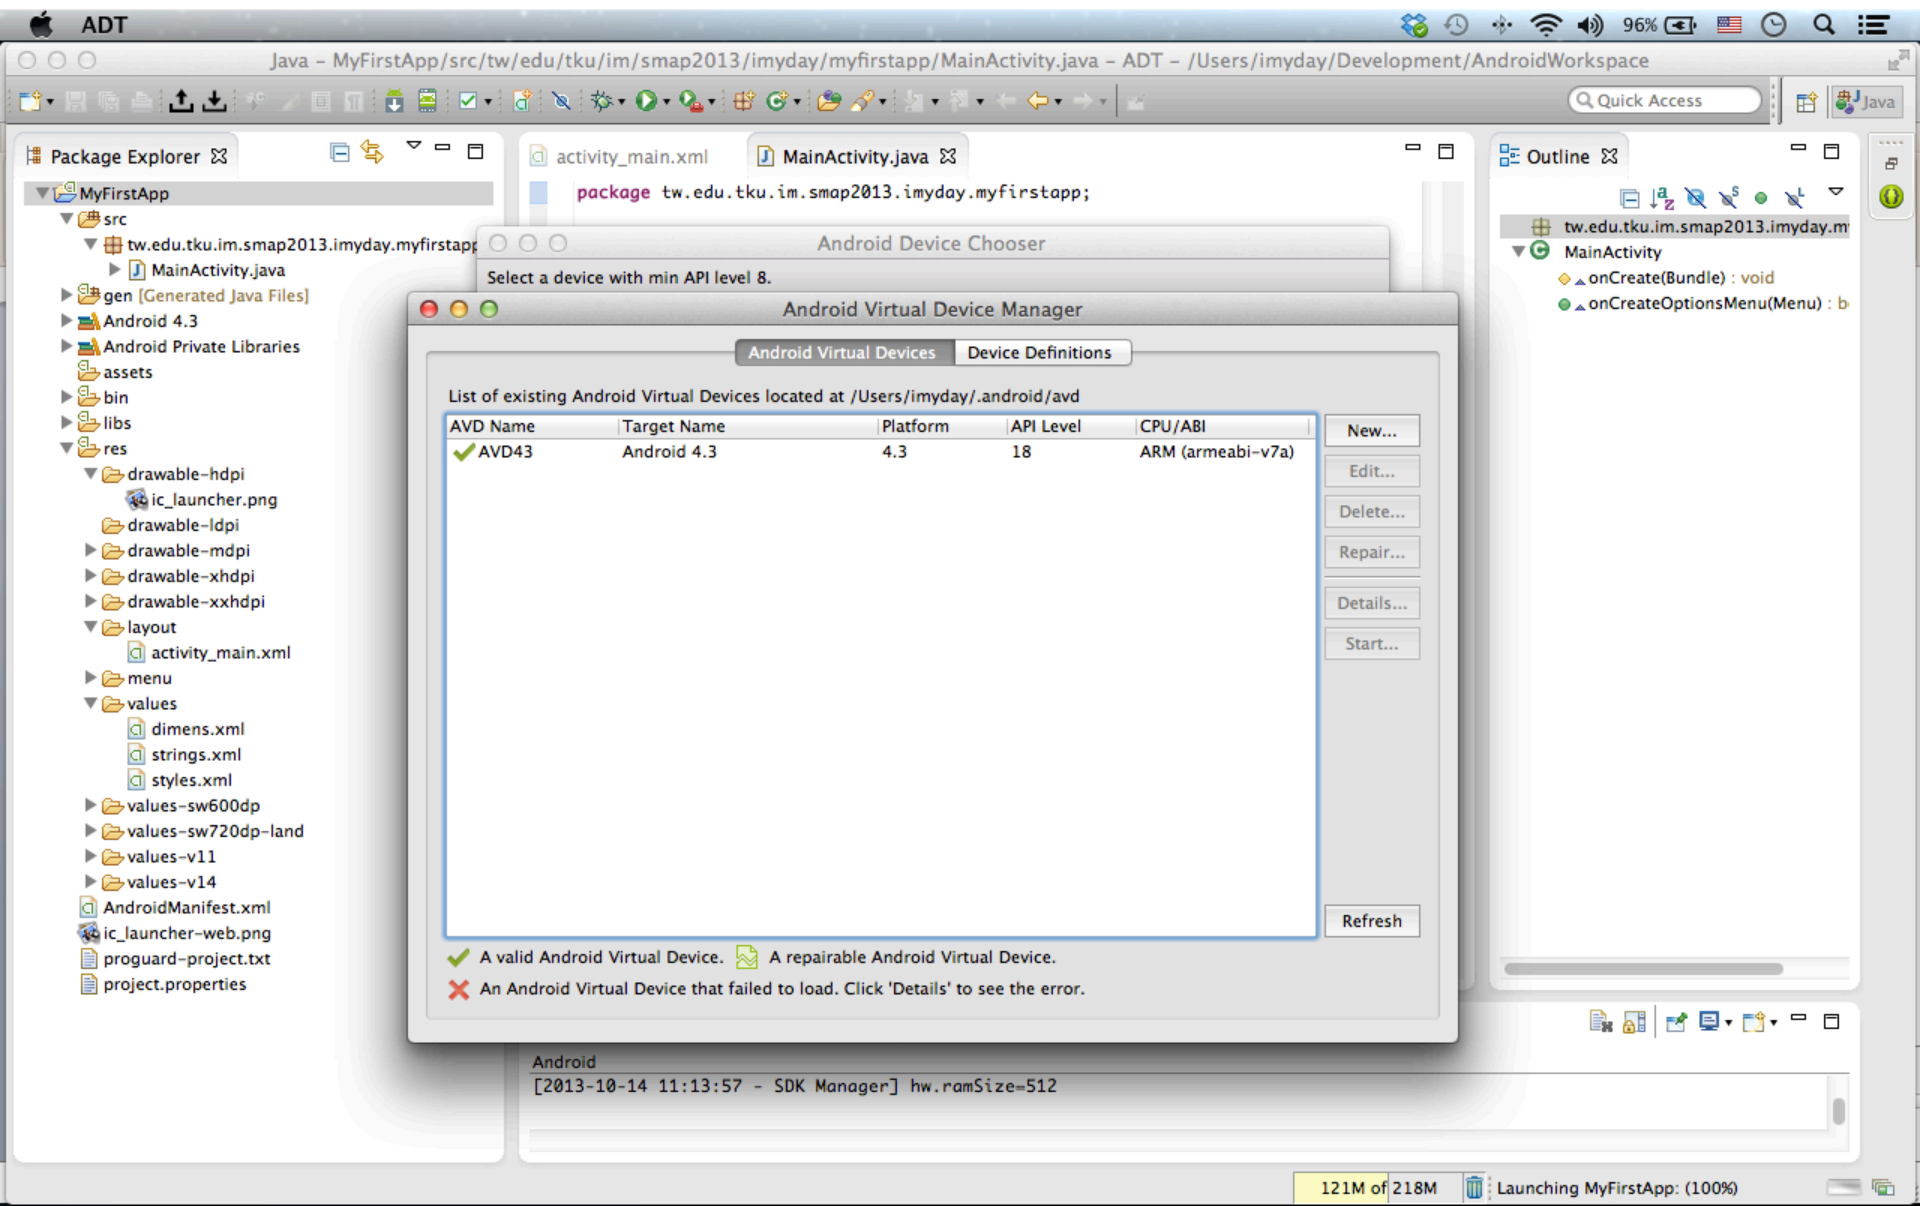 ADT
96%
Java – MyFirstApp/src/tw/edu/tku/im/smap2013/imyday/myfirstapp/MainActivity.java – ADT – /Users/imyday/Development/AndroidWorkspace
Quick Access
Java
Package Explorer
MyFirstApp
src
tw.edu.tku.im.smap2013.imyday.myfirstapp
MainActivity.java
gen [Generated Java Files]
Android 4.3
Android Private Libraries
assets
bin
libs
res
drawable-hdpi
ic_launcher.png
drawable-ldpi
drawable-mdpi
drawable-xhdpi
drawable-xxhdpi
layout
activity_main.xml
menu
values
dimens.xml
strings.xml
styles.xml
values-sw600dp
values-sw720dp-land
values-v11
values-v14
AndroidManifest.xml
ic_launcher-web.png
proguard-project.txt
project.properties
activity_main.xml
MainActivity.java
package tw.edu.tku.im.smap2013.imyday.myfirstapp;
Android Device Chooser
Select a device with min API level 8.
Android Virtual Device Manager
Android Virtual Devices Device Definitions
List of existing Android Virtual Devices located at /Users/imyday/.android/avd
AVD Name Target Name Platform API Level CPU/ABI
AVD43 Android 4.3 4.3 18 ARM (armeabi-v7a)
New...
Edit...
Delete...
Repair...
Details...
Start...
Refresh
A valid Android Virtual Device. A repairable Android Virtual Device.
An Android Virtual Device that failed to load. Click 'Details' to see the error.
Outline
tw.edu.tku.im.smap2013.imyday.m
MainActivity
onCreate(Bundle) : void
onCreateOptionsMenu(Menu) : b
Android
[2013-10-14 11:13:57 - SDK Manager] hw.ramSize=512
121M of 218M
Launching MyFirstApp: (100%)